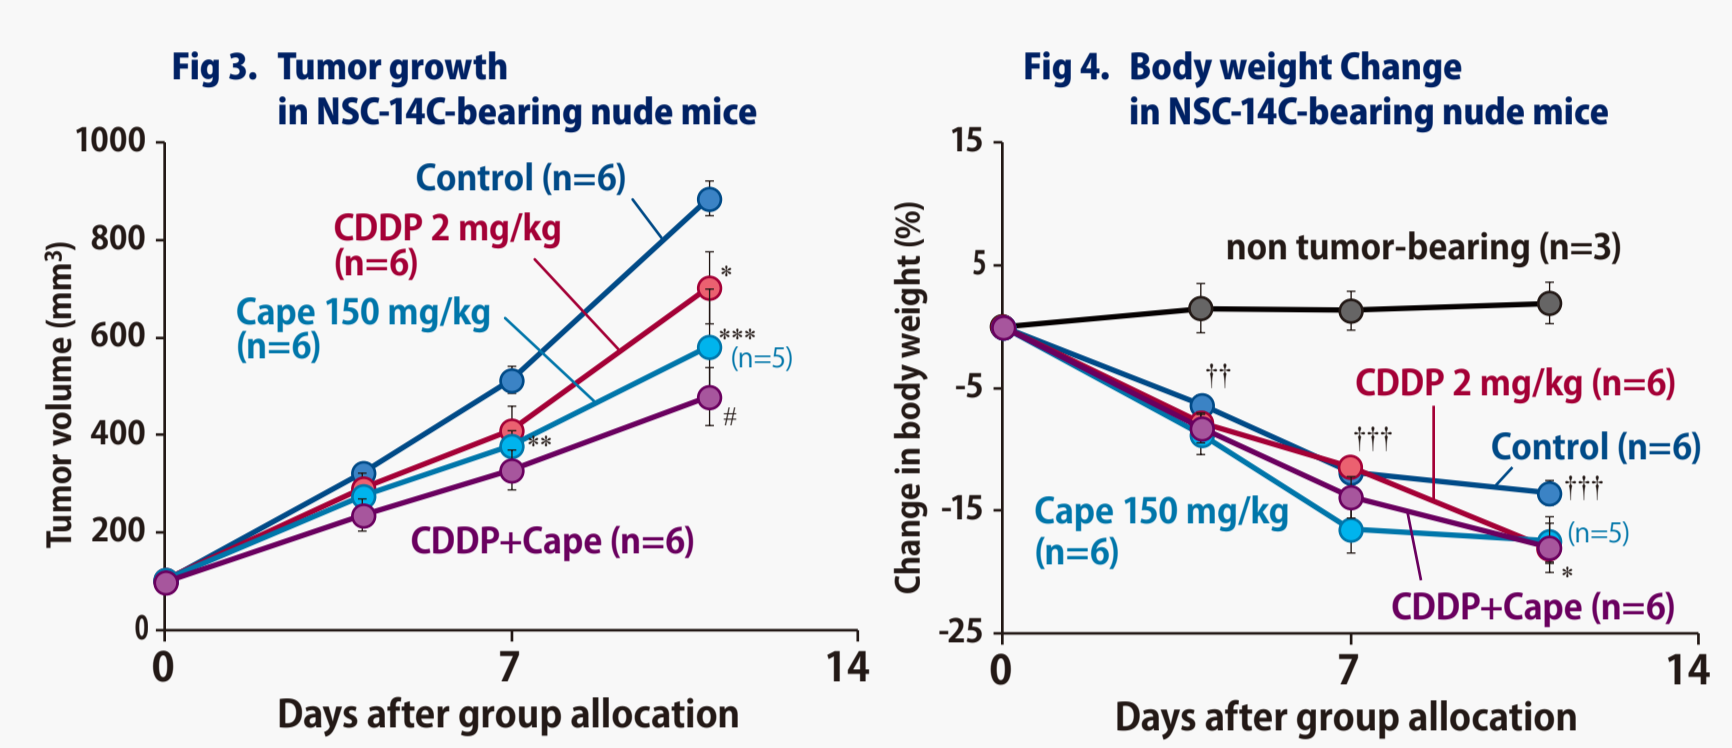 Fig 3. Tumor growth
in NSC-14C-bearing nude mice
1000
800
600
400
200
0
Tumor volume (mm³)
Control (n=6)
CDDP 2 mg/kg
(n=6)
Cape 150 mg/kg
(n=6)
*
***
(n=5)
**
#
CDDP+Cape (n=6)
0
7
14
Days after group allocation
Fig 4. Body weight Change
in NSC-14C-bearing nude mice
15
5
-5
-15
-25
Change in body weight (%)
non tumor-bearing (n=3)
††
CDDP 2 mg/kg (n=6)
†††
Control (n=6)
†††
Cape 150 mg/kg
(n=6)
(n=5)
*
CDDP+Cape (n=6)
0
7
14
Days after group allocation